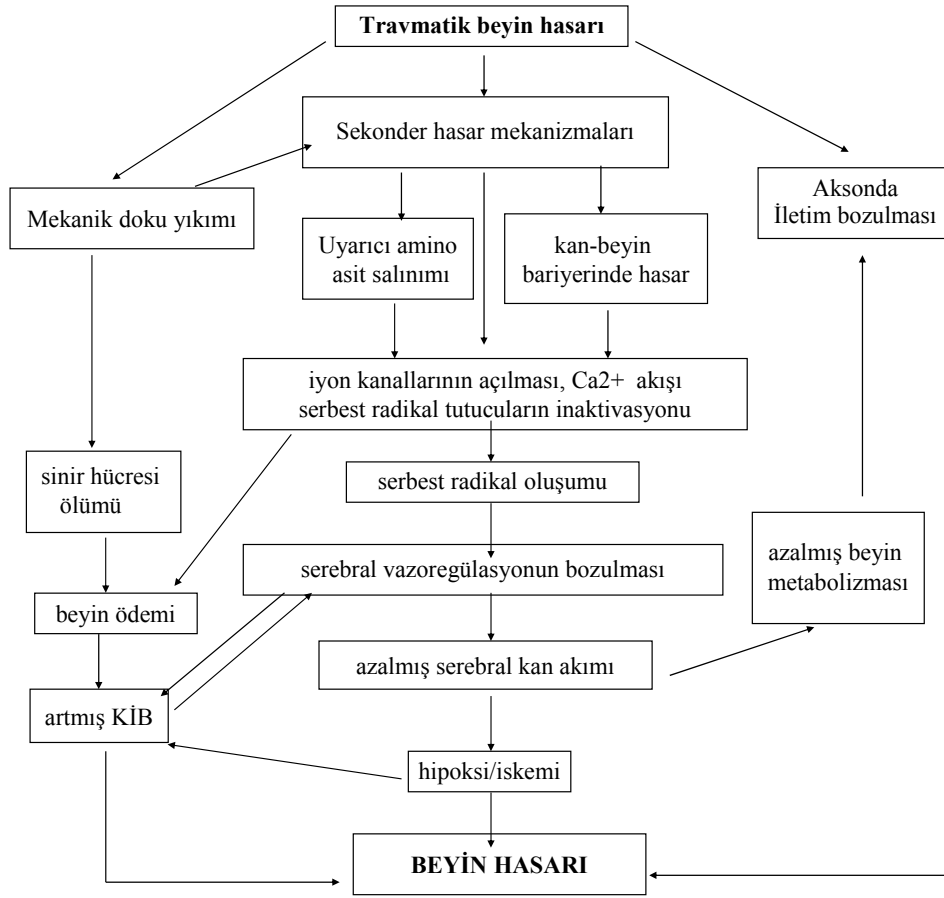 Travmatik beyin hasarı
Sekonder hasar mekanizmaları
Mekanik doku yıkımı
Aksonda
İletim bozulması
Uyarıcı amino
asit salınımı
kan-beyin
bariyerinde hasar
iyon kanallarının açılması, Ca2+ akışı
serbest radikal tutucuların inaktivasyonu
sinir hücresi
ölümü
serbest radikal oluşumu
azalmış beyin
metabolizması
serebral vazoregülasyonun bozulması
beyin ödemi
azalmış serebral kan akımı
artmış KİB
hipoksi/iskemi
BEYİN HASARI